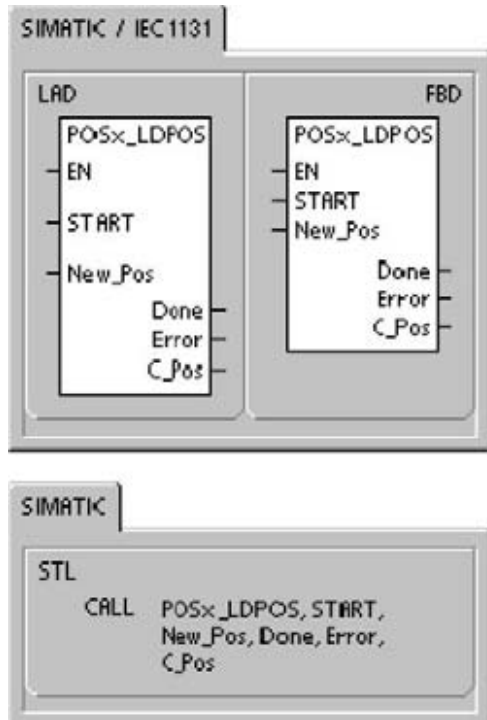 SIMATIC / IEC 1131
LAD
POSx_LDPOS
EN
START
New_Pos
Done
Error
C_Pos
FBD
POSx_LDPOS
EN
START
New_Pos
Done
Error
C_Pos
SIMATIC
STL
CALL POSx_LDPOS, START,
New_Pos, Done, Error,
C_Pos